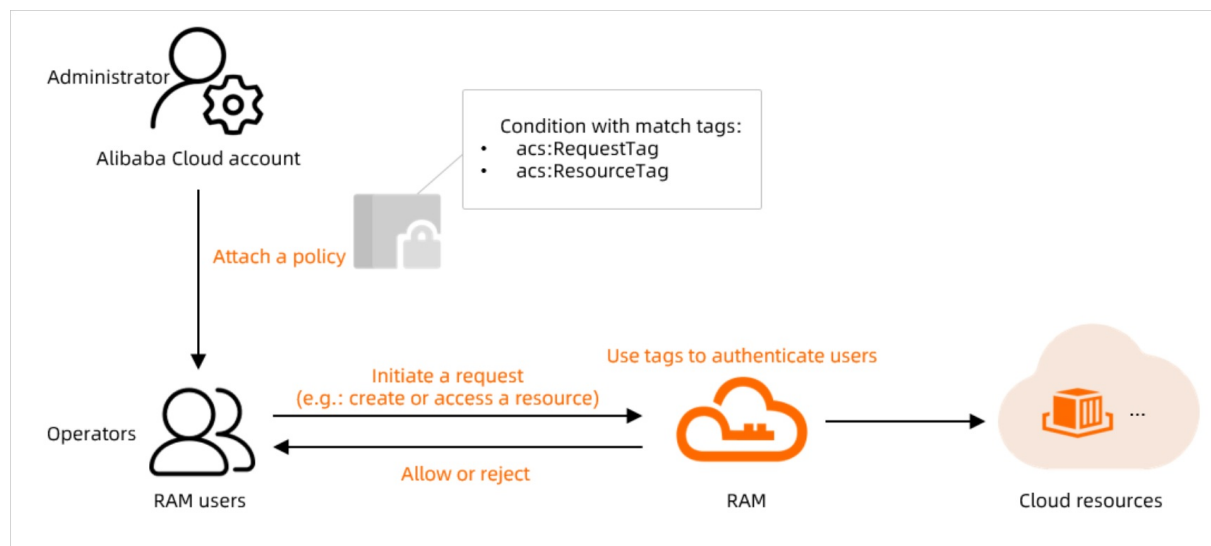 Administrator
Alibaba Cloud account
Condition with match tags:
• acs:RequestTag
• acs:ResourceTag
Attach a policy
Use tags to authenticate users
Initiate a request
(e.g.: create or access a resource)
...
Operators
Allow or reject
RAM users
RAM
Cloud resources